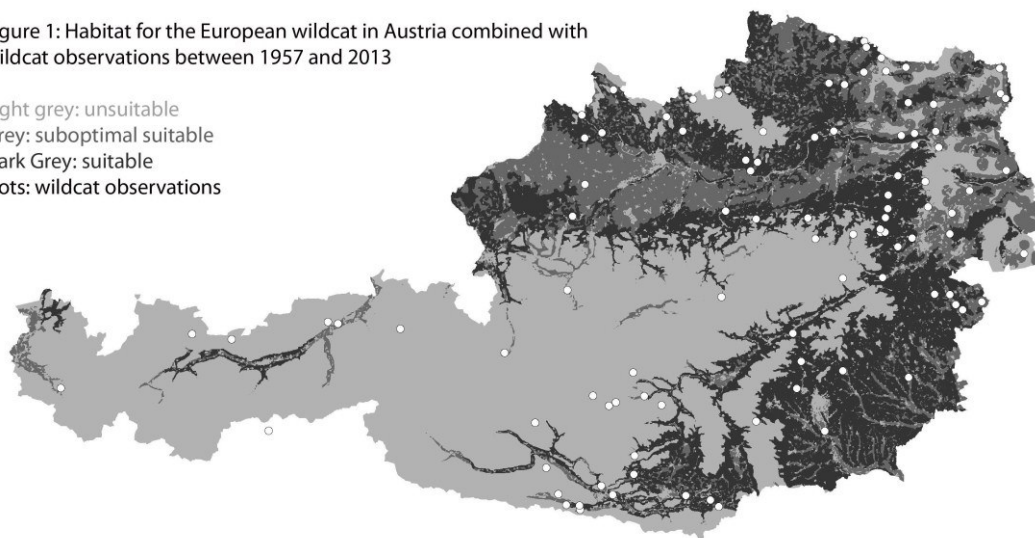 gure 1: Habitat for the European wildcat in Austria combined with
ildcat observations between 1957 and 2013
ght grey: unsuitable
rey: suboptimal suitable
ark Grey: suitable
ots: wildcat observations